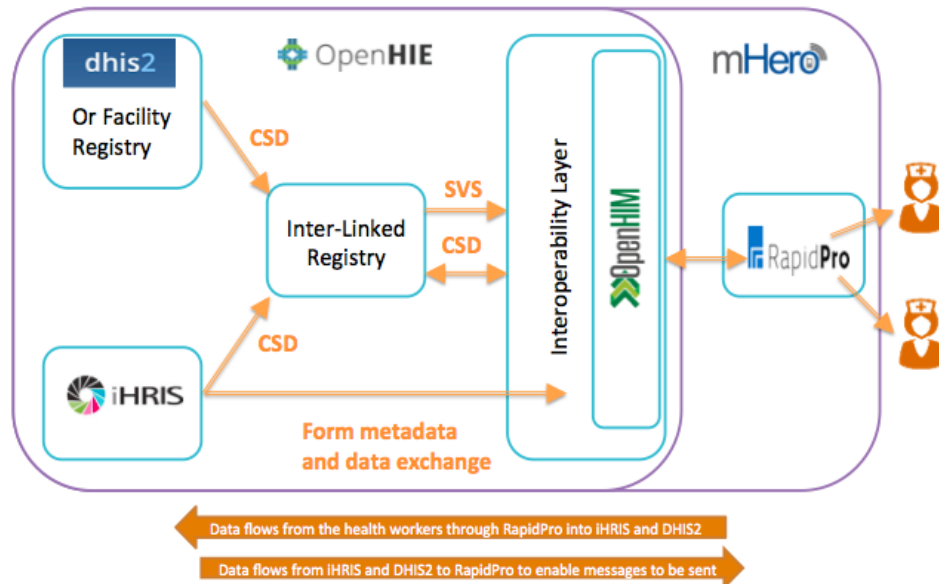 dhis2
Or Facility
Registry
OpenHIE
mHero
CSD
SVS
Inter-Linked
Registry
CSD
Interoperability Layer
OpenHIM
RapidPro
CSD
iHRIS
Form metadata
and data exchange
Data flows from the health workers through RapidPro into iHRIS and DHIS2
Data flows from iHRIS and DHIS2 to RapidPro to enable messages to be sent